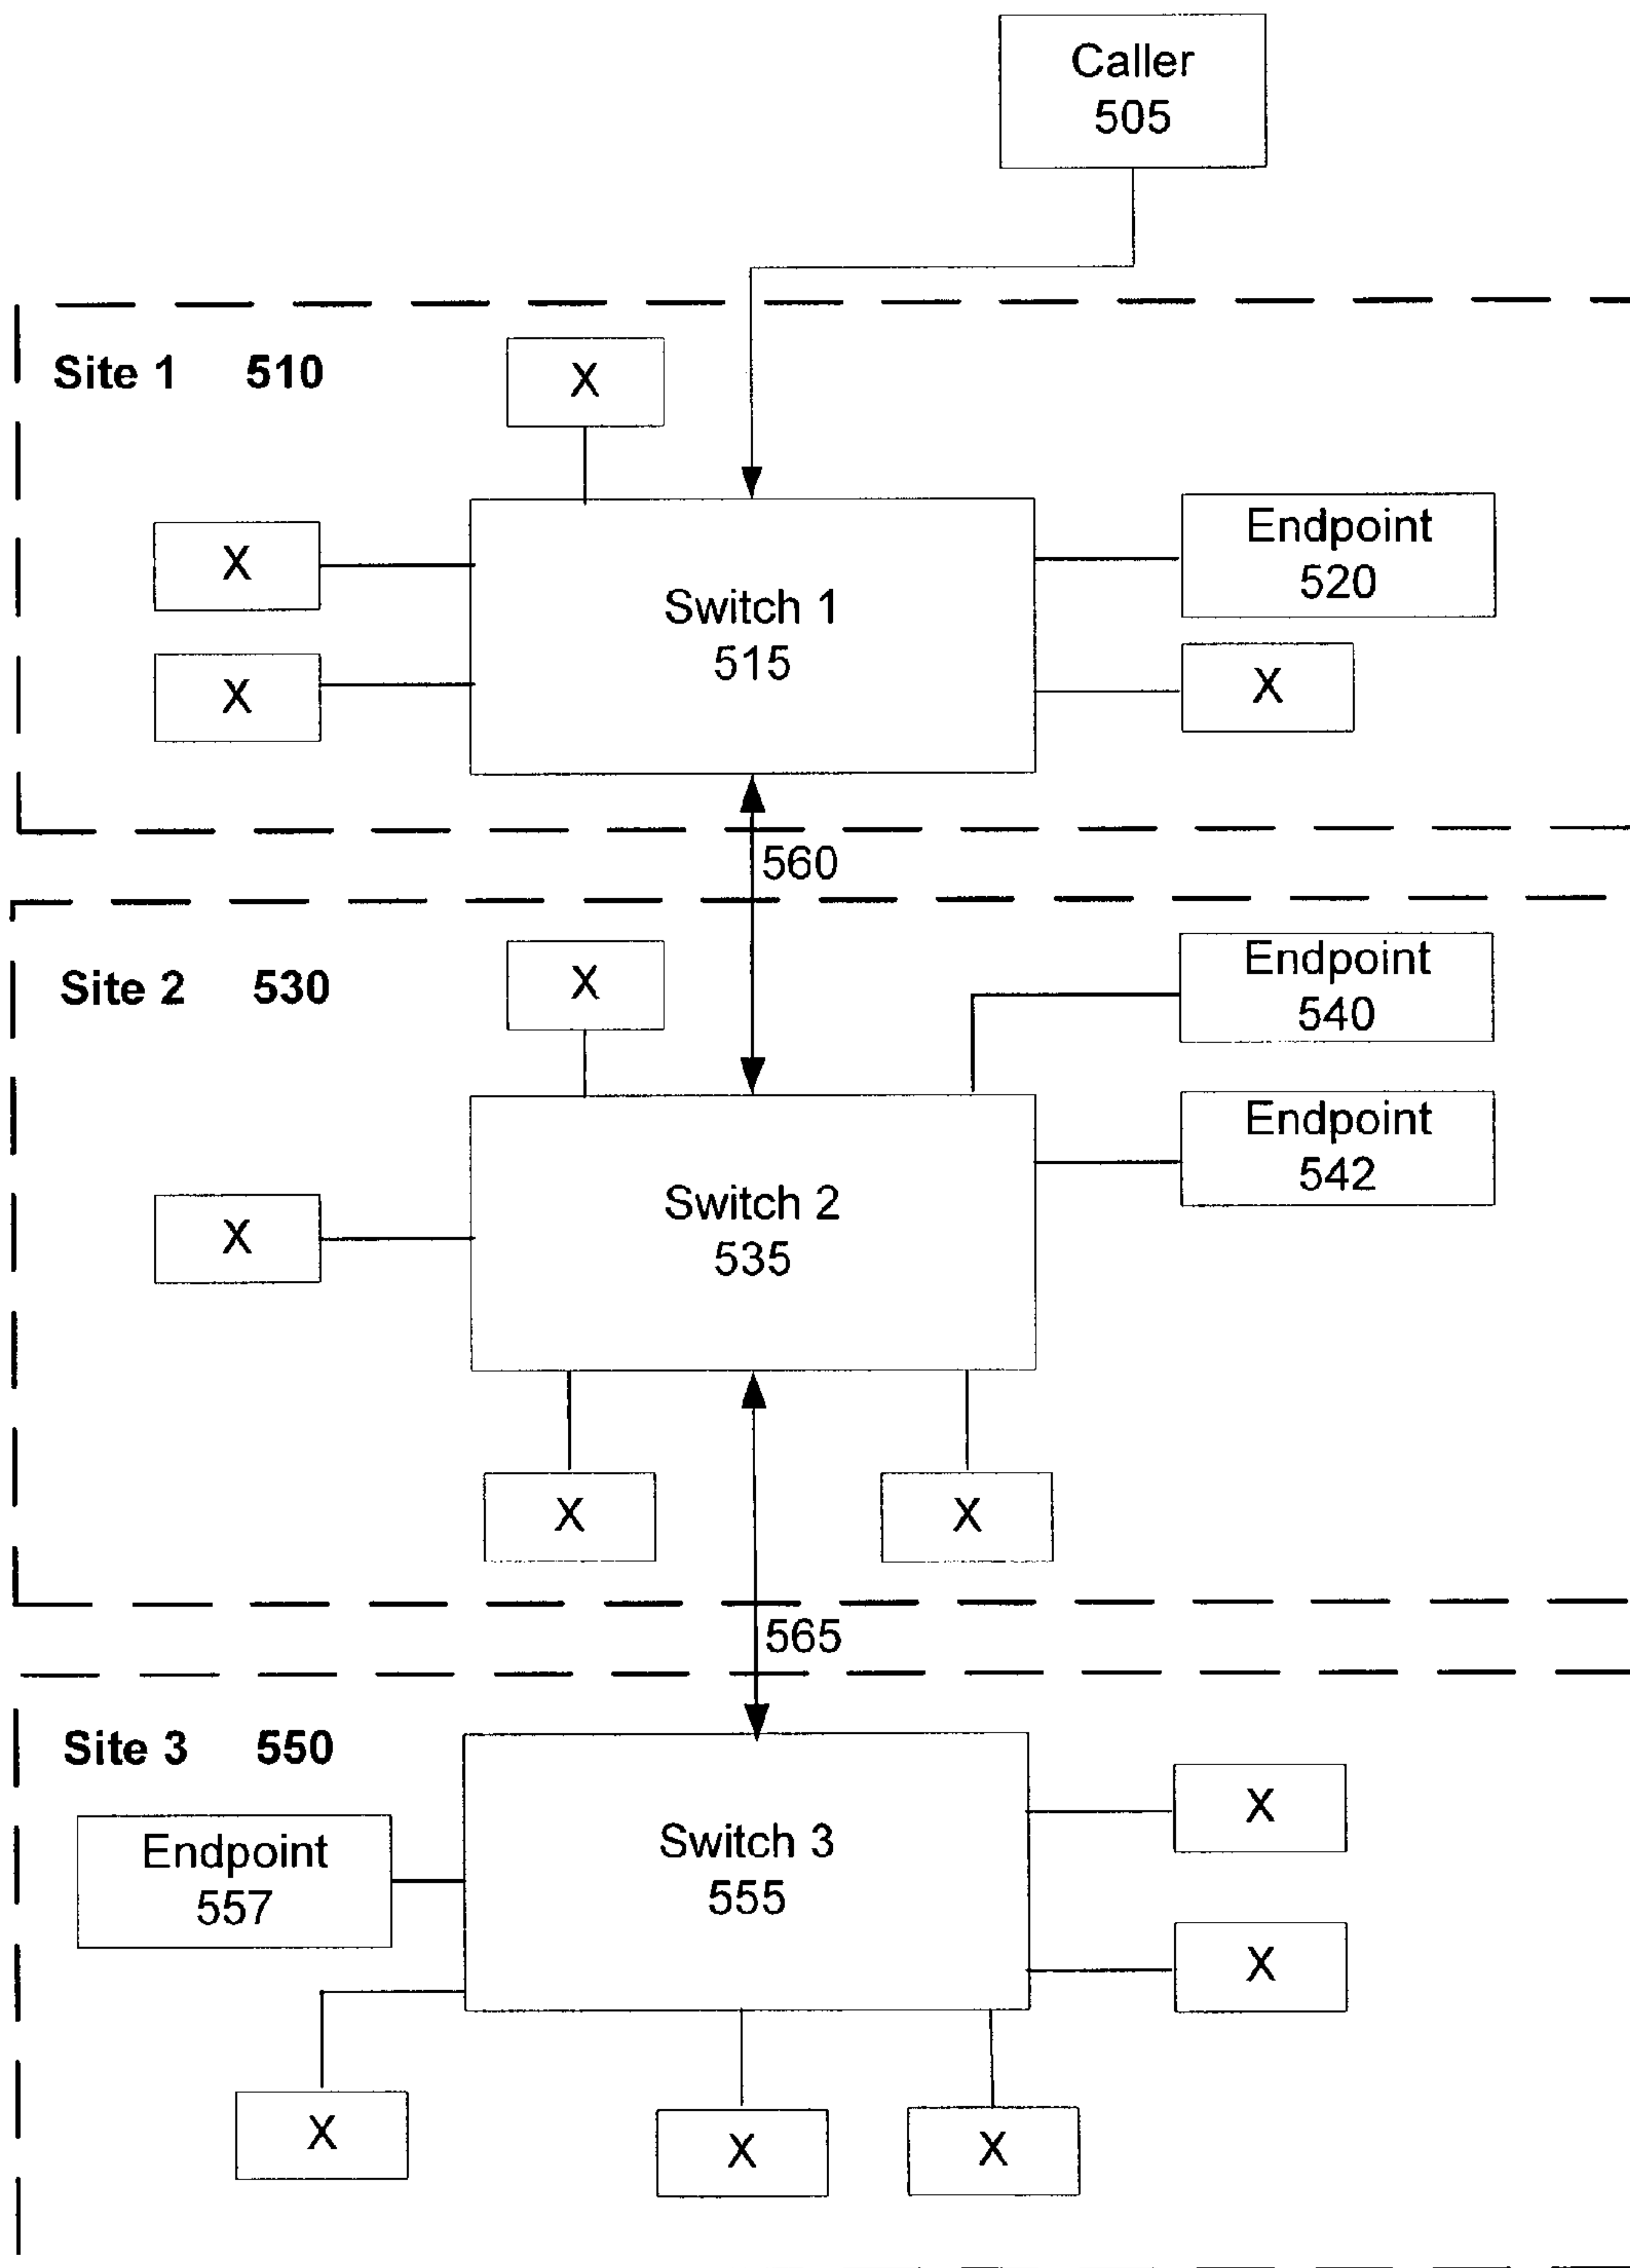 Caller
505
Site 1 510
X
X
Endpoint
520
Switch 1
515
X
X
560
Site 2 530
X
Endpoint
540
Endpoint
542
Switch 2
535
X
X
X
565
Site 3 550
X
Endpoint
557
Switch 3
555
X
X
X
X